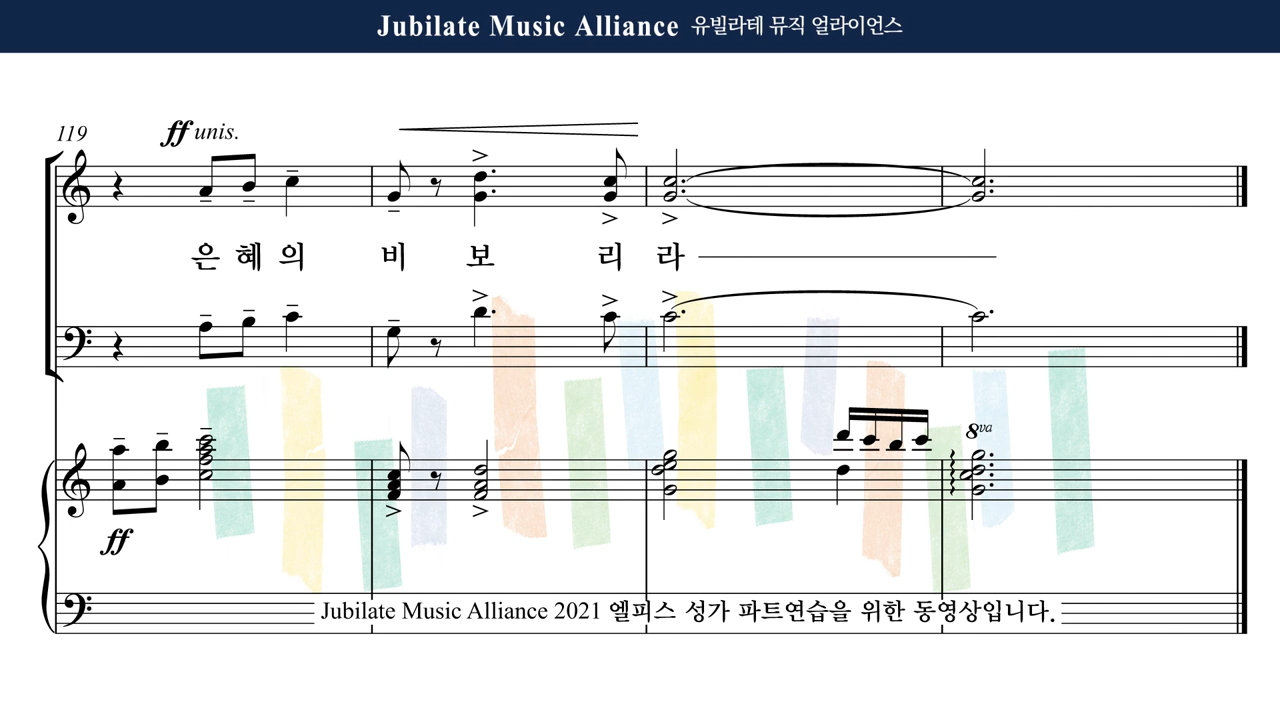 Jubilate Music Alliance 유빌라테 뮤직 얼라이언스
119
ff unis.
은 혜 의 비 보 리 라
ff
8va
Jubilate Music Alliance 2021 엘피스 성가 파트연습을 위한 동영상입니다.